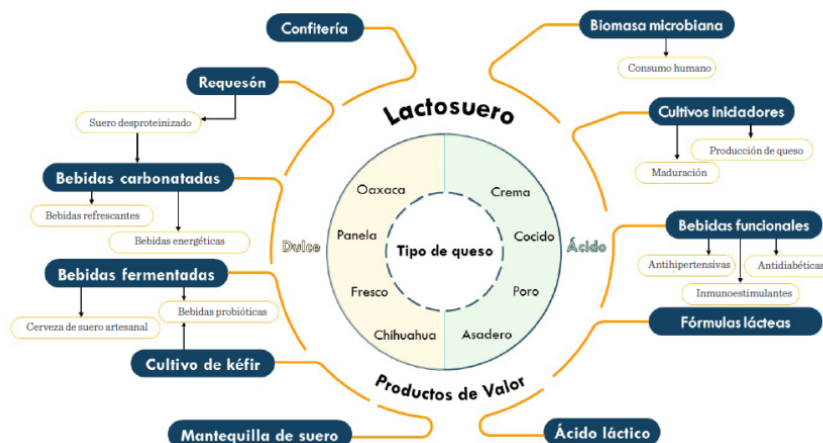 Confitería
Biomasa microbiana
Consumo humano
Requesón
Suero desproteinizado
Lactosuero
Cultivos iniciadores
Producción de queso
Maduración
Bebidas carbonatadas
Bebidas refrescantes
Bebidas energéticas
Oaxaca
Crema
Panela
Cocido
Dulce
Tipo de queso
Ácido
Fresco
Poro
Chihuahua
Asadero
Bebidas funcionales
Antihipertensivas
Antidiabéticas
Inmunoestimulantes
Bebidas fermentadas
Bebidas probióticas
Cerveza de suero artesanal
Fórmulas lácteas
Cultivo de kéfir
Productos de Valor
Mantequilla de suero
Ácido láctico